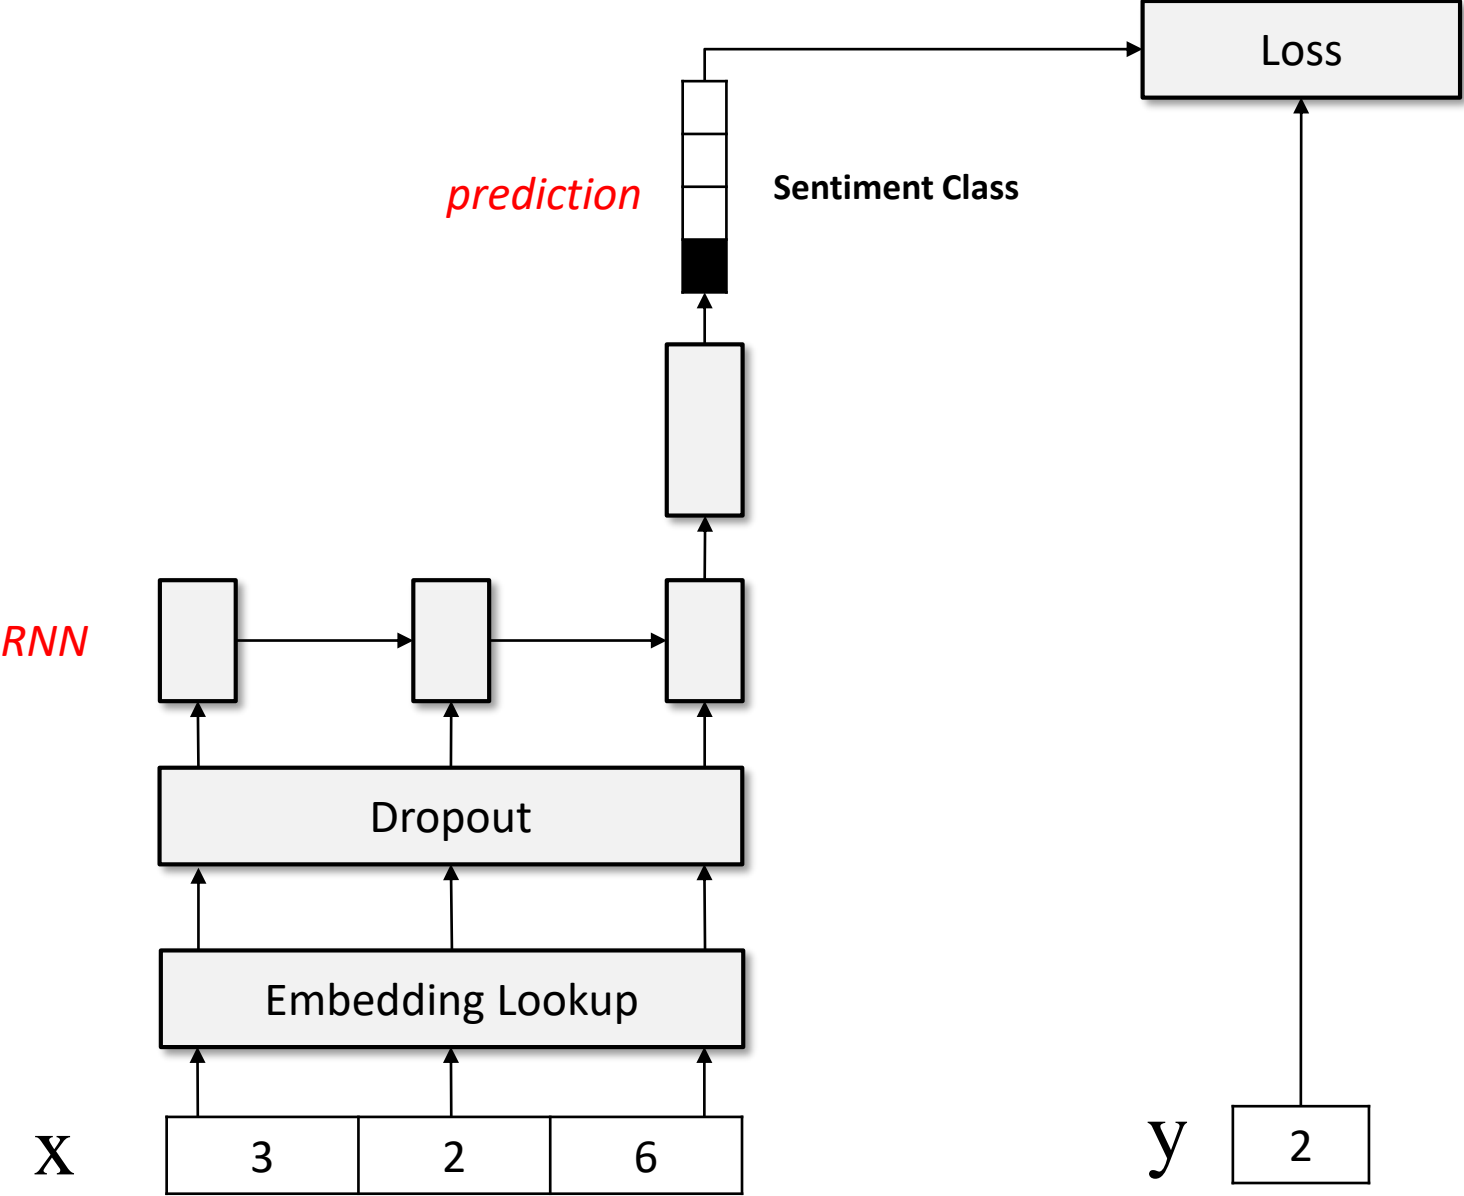 Loss
prediction
Sentiment Class
RNN
Dropout
Embedding Lookup
x 3 2 6
y 2